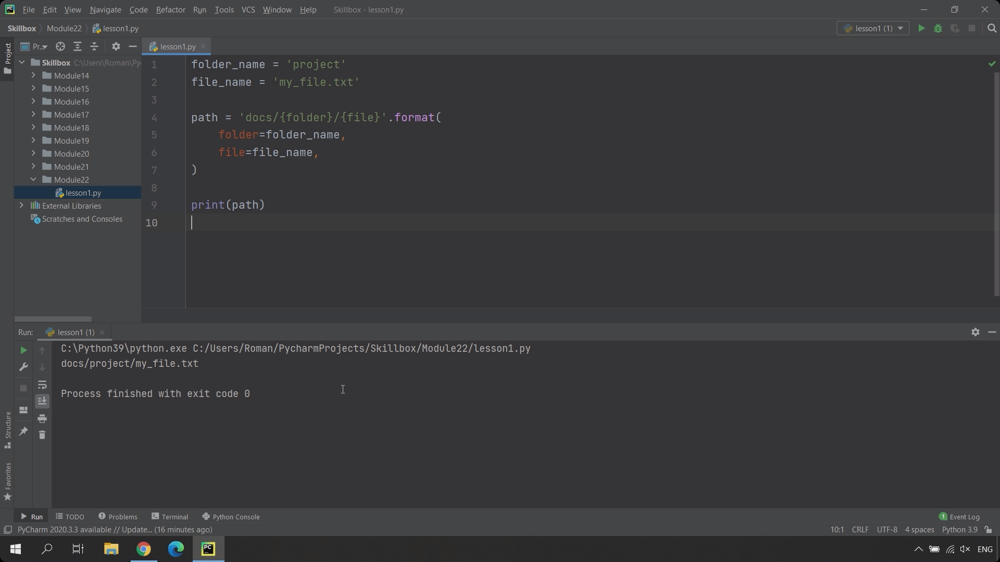 File Edit View Navigate Code Refactor Run Tools VCS Window Help Skillbox - lesson1.py
Skillbox Module22 lesson1.py lesson1 (1)
Project
Pr... lesson1.py
Skillbox C:\Users\Roman\Py
Module14
Module15
Module16
Module17
Module18
Module19
Module20
Module21
Module22
lesson1.py
External Libraries
Scratches and Consoles
1 folder_name = 'project'
2 file_name = 'my_file.txt'
3
4 path = 'docs/{folder}/{file}'.format(
5 folder=folder_name,
6 file=file_name,
7 )
8
9 print(path)
10
Run: lesson1 (1)
C:\Python39\python.exe C:/Users/Roman/PycharmProjects/Skillbox/Module22/lesson1.py
docs/project/my_file.txt
Process finished with exit code 0
Structure
Favorites
Run TODO Problems Terminal Python Console 1 Event Log
PyCharm 2020.3.3 available // Update... (16 minutes ago) 10:1 CRLF UTF-8 4 spaces Python 3.9
PC ENG